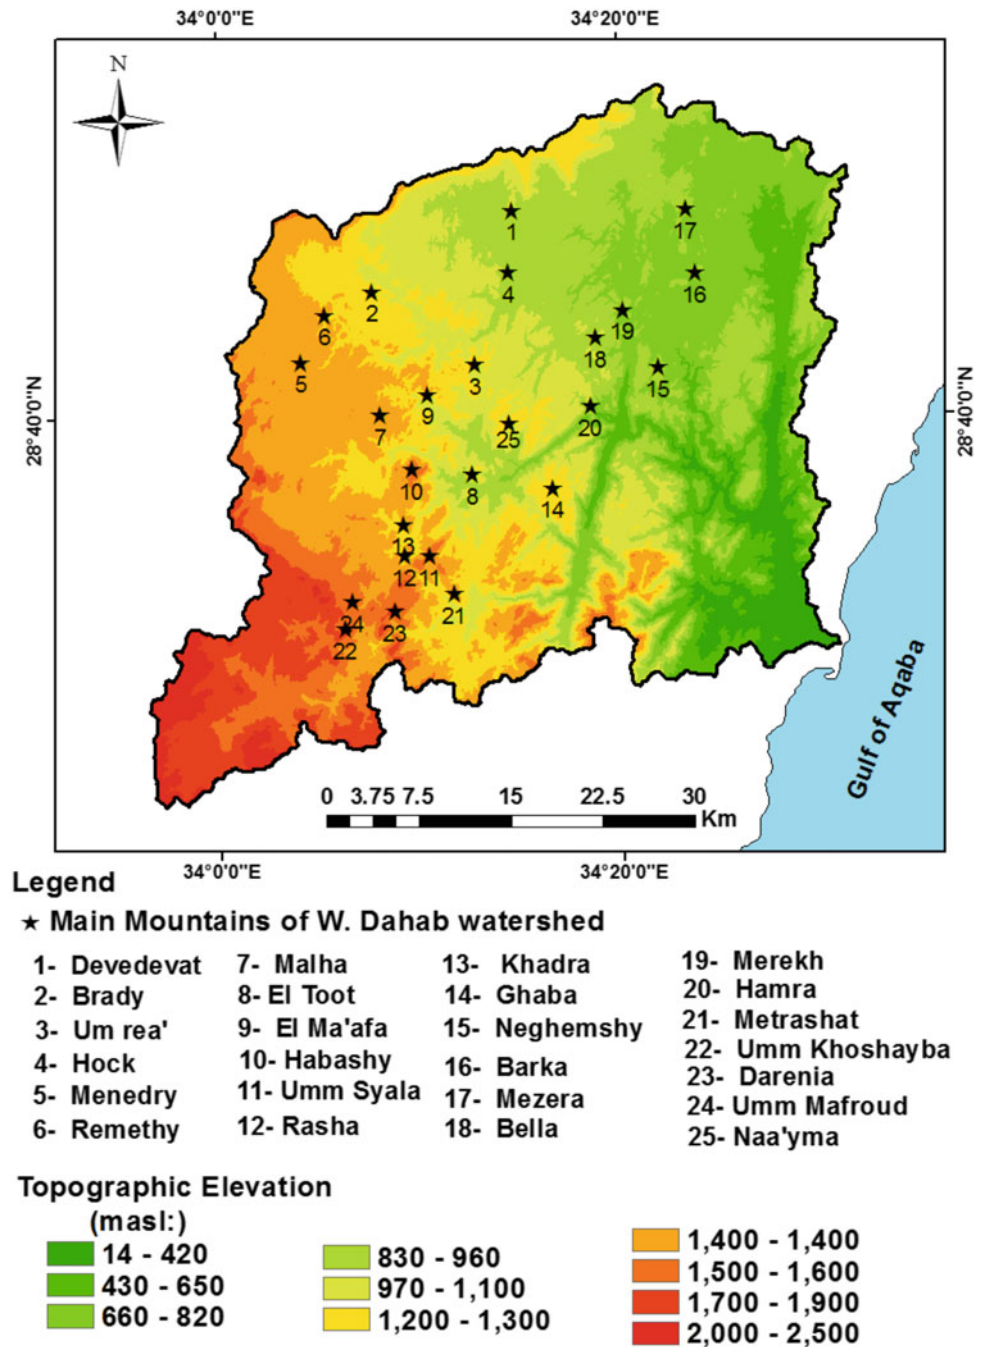 34°0'0"E 34°20'0"E
N
1
17
4
16
2
6
19
18
5
3
15
9
7
20
25
28°40'0"N
28°40'0"N
10
8
14
13
12 11
21
24
23
22
Gulf of Aqaba
0 3.75 7.5 15 22.5 30
Km
34°0'0"E 34°20'0"E
Legend
★ Main Mountains of W. Dahab watershed
1- Devedevat
2- Brady
3- Um rea'
4- Hock
5- Menedry
6- Remethy
7- Malha
8- El Toot
9- El Ma'afa
10- Habashy
11- Umm Syala
12- Rasha
13- Khadra
14- Ghaba
15- Neghemshy
16- Barka
17- Mezera
18- Bella
19- Merekh
20- Hamra
21- Metrashat
22- Umm Khoshayba
23- Darenia
24- Umm Mafroud
25- Naa'yma
Topographic Elevation
(masl:)
14 - 420
430 - 650
660 - 820
830 - 960
970 - 1,100
1,200 - 1,300
1,400 - 1,400
1,500 - 1,600
1,700 - 1,900
2,000 - 2,500